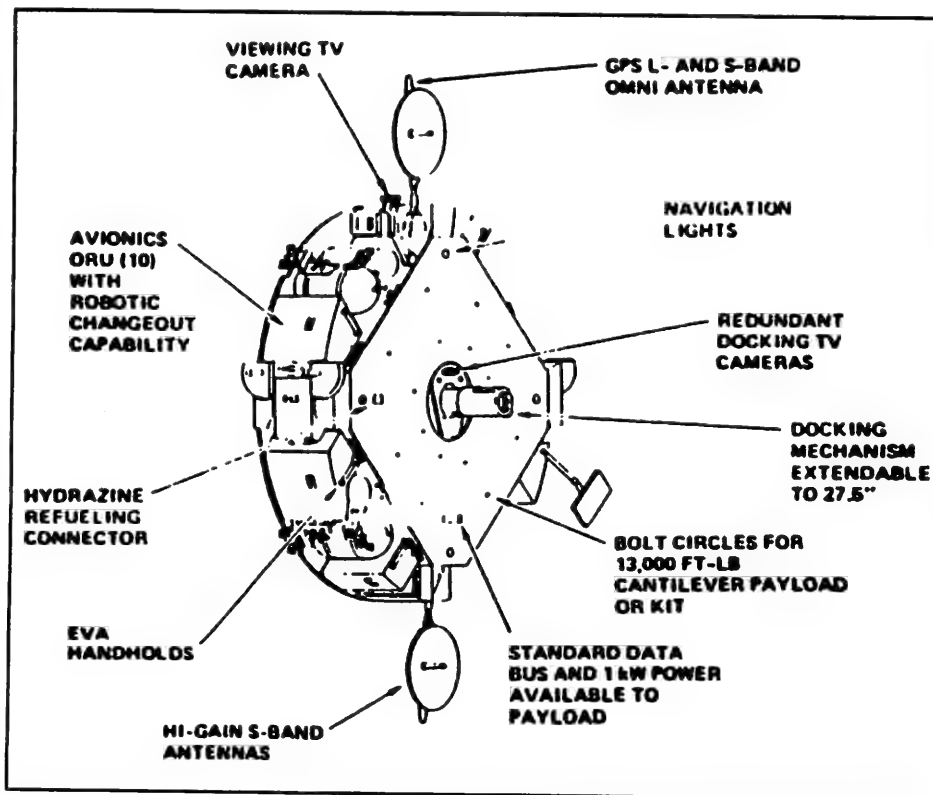 VIEWING TV
CAMERA
GPS L- AND S-BAND
OMNI ANTENNA
NAVIGATION
LIGHTS
AVIONICS
ORU (10)
WITH
ROBOTIC
CHANGEOUT
CAPABILITY
REDUNDANT
DOCKING TV
CAMERAS
DOCKING
MECHANISM
EXTENDABLE
TO 27.5"
HYDRAZINE
REFUELING
CONNECTOR
BOLT CIRCLES FOR
13,000 FT-LB
CANTILEVER PAYLOAD
OR KIT
EVA
HANDHOLDS
STANDARD DATA
BUS AND 1 kW POWER
AVAILABLE TO
PAYLOAD
HI-GAIN S-BAND
ANTENNAS